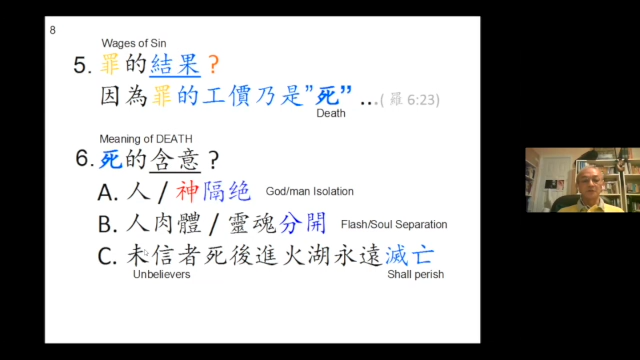 8
Wages of Sin
5. 罪的結果？
因為罪的工價乃是”死” …( 羅 6:23)
Death
Meaning of DEATH
6. 死的含意？
A. 人 / 神隔绝 God/man Isolation
B. 人肉體 / 靈魂分開 Flash/Soul Separation
C. 未信者死後進火湖永遠滅亡
Unbelievers Shall perish